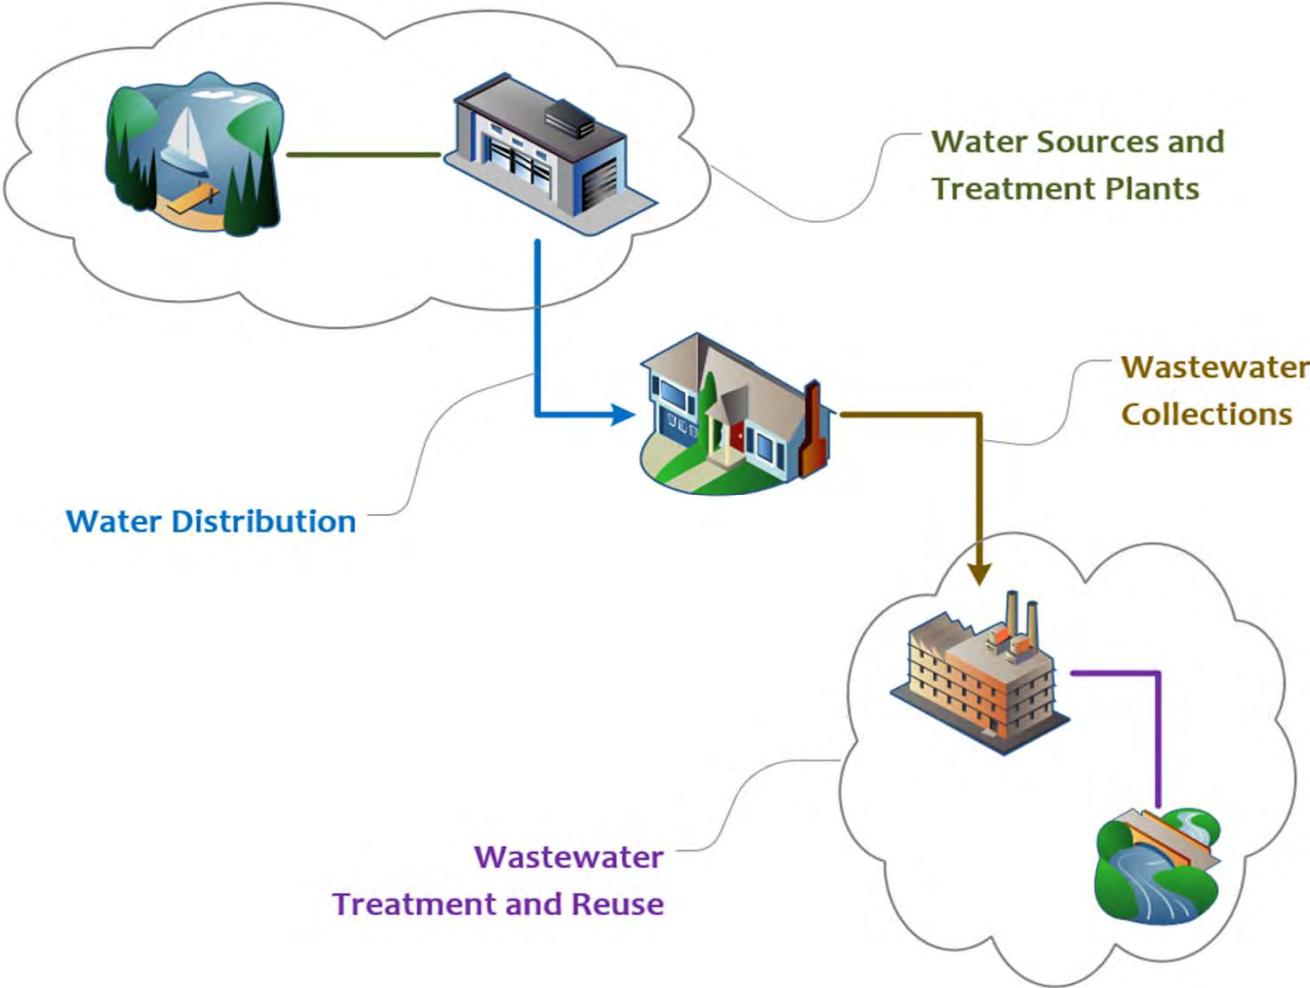 Water Sources and
Treatment Plants
Wastewater
Collections
Water Distribution
Wastewater
Treatment and Reuse